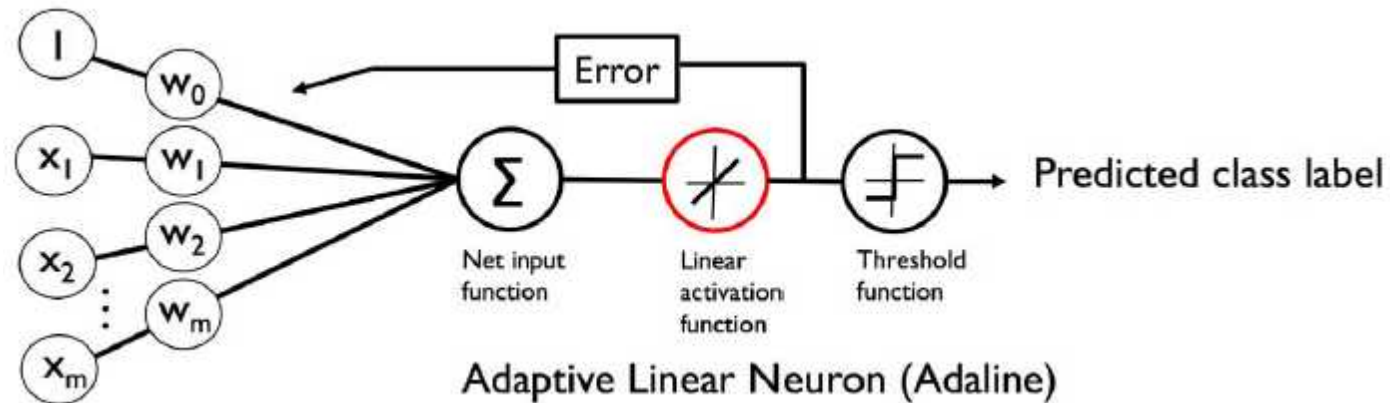 1
w0
x1
w1
x2
w2
xm
wm
Σ
Error
Net input
function
Linear
activation
function
Threshold
function
Predicted class label
Adaptive Linear Neuron (Adaline)